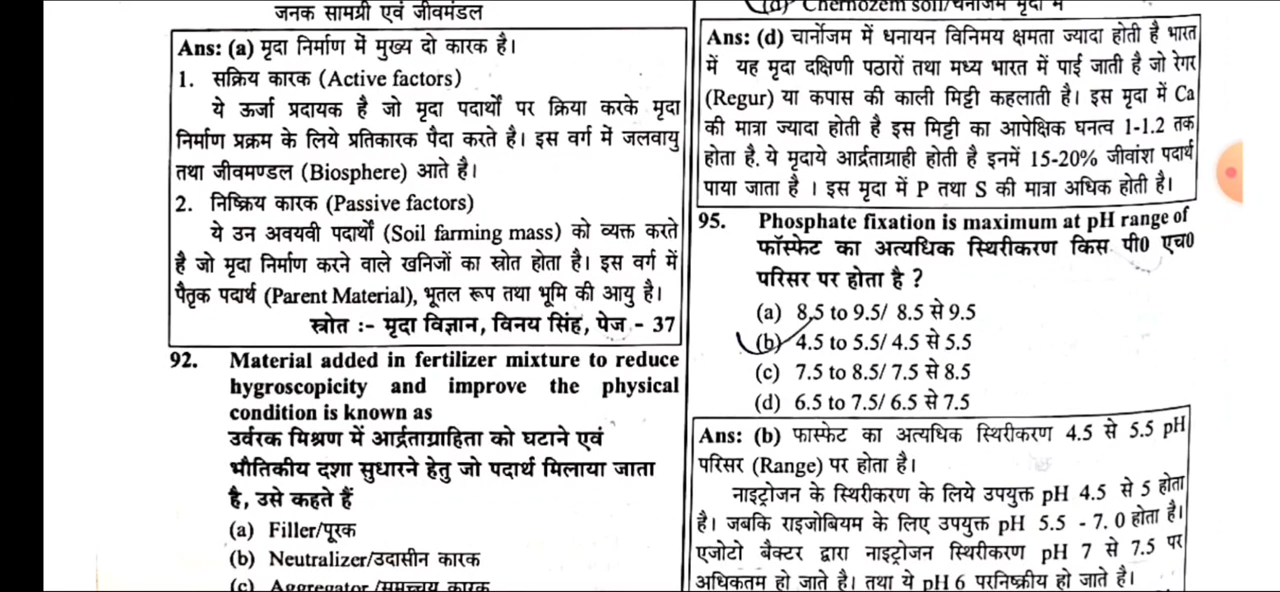 जनक सामग्री एवं जीवमंडल
Ans: (a) मृदा निर्माण में मुख्य दो कारक है।
1. सक्रिय कारक (Active factors)
ये ऊर्जा प्रदायक है जो मृदा पदार्थों पर क्रिया करके मृदा
निर्माण प्रक्रम के लिये प्रतिकारक पैदा करते है। इस वर्ग में जलवायु
तथा जीवमण्डल (Biosphere) आते है।
2. निष्क्रिय कारक (Passive factors)
ये उन अवयवी पदार्थों (Soil farming mass) को व्यक्त करते
है जो मृदा निर्माण करने वाले खनिजों का स्रोत होता है। इस वर्ग में
पैतृक पदार्थ (Parent Material), भूतल रूप तथा भूमि की आयु है।
स्त्रोत :- मृदा विज्ञान, विनय सिंह, पेज - 37
92. Material added in fertilizer mixture to reduce
hygroscopicity and improve the physical
condition is known as
उर्वरक मिश्रण में आर्द्रताग्राहिता को घटाने एवं
भौतिकीय दशा सुधारने हेतु जो पदार्थ मिलाया जाता
है, उसे कहते हैं
(a) Filler/पूरक
(b) Neutralizer/उदासीन कारक
(c) Aggregator /समुच्चय कारक
(d) Chernozem soil/चर्नोजम मृदा में
Ans: (d) चार्नोजम में धनायन विनिमय क्षमता ज्यादा होती है भारत
में यह मृदा दक्षिणी पठारों तथा मध्य भारत में पाई जाती है जो रेगर
(Regur) या कपास की काली मिट्टी कहलाती है। इस मृदा में Ca
की मात्रा ज्यादा होती है इस मिट्टी का आपेक्षिक घनत्व 1-1.2 तक
होता है. ये मृदाये आर्द्रताग्राही होती है इनमें 15-20% जीवांश पदार्थ
पाया जाता है । इस मृदा में P तथा S की मात्रा अधिक होती है।
95. Phosphate fixation is maximum at pH range of
फॉस्फेट का अत्यधिक स्थिरीकरण किस पी0 एच0
परिसर पर होता है ?
(a) 8.5 to 9.5/ 8.5 से 9.5
(b) 4.5 to 5.5/ 4.5 से 5.5
(c) 7.5 to 8.5/ 7.5 से 8.5
(d) 6.5 to 7.5/ 6.5 से 7.5
Ans: (b) फास्फेट का अत्यधिक स्थिरीकरण 4.5 से 5.5 pH
परिसर (Range) पर होता है।
नाइट्रोजन के स्थिरीकरण के लिये उपयुक्त pH 4.5 से 5 होता
है। जबकि राइजोबियम के लिए उपयुक्त pH 5.5 - 7. 0 होता है।
एजोटो बैक्टर द्वारा नाइट्रोजन स्थिरीकरण pH 7 से 7.5 पर
अधिकतम हो जाते है। तथा ये pH 6 परनिष्क्रीय हो जाते है।